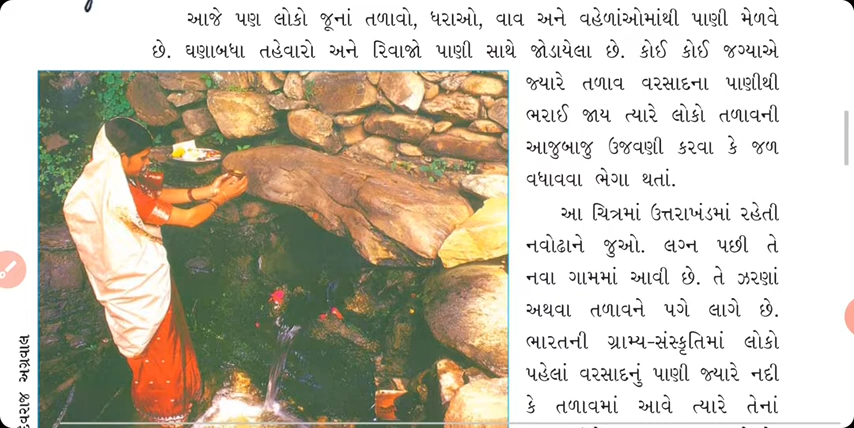 આજે પણ લોકો જૂનાં તળાવો, ધરાઓ, વાવ અને વહેળાંઓમાંથી પાણી મેળવે
છે. ઘણાબધા તહેવારો અને રિવાજો પાણી સાથે જોડાયેલા છે. કોઈ કોઈ જગ્યાએ
જ્યારે તળાવ વરસાદના પાણીથી
ભરાઈ જાય ત્યારે લોકો તળાવની
આજુબાજુ ઉજવણી કરવા કે જળ
વધાવવા ભેગા થતાં.
આ ચિત્રમાં ઉત્તરાખંડમાં રહેતી
નવોઢાને જુઓ. લગ્ન પછી તે
નવા ગામમાં આવી છે. તે ઝરણાં
અથવા તળાવને પગે લાગે છે.
ભારતની ગ્રામ્ય-સંસ્કૃતિમાં લોકો
પહેલાં વરસાદનું પાણી જ્યારે નદી
કે તળાવમાં આવે ત્યારે તેનાં
અગ્રવાલ